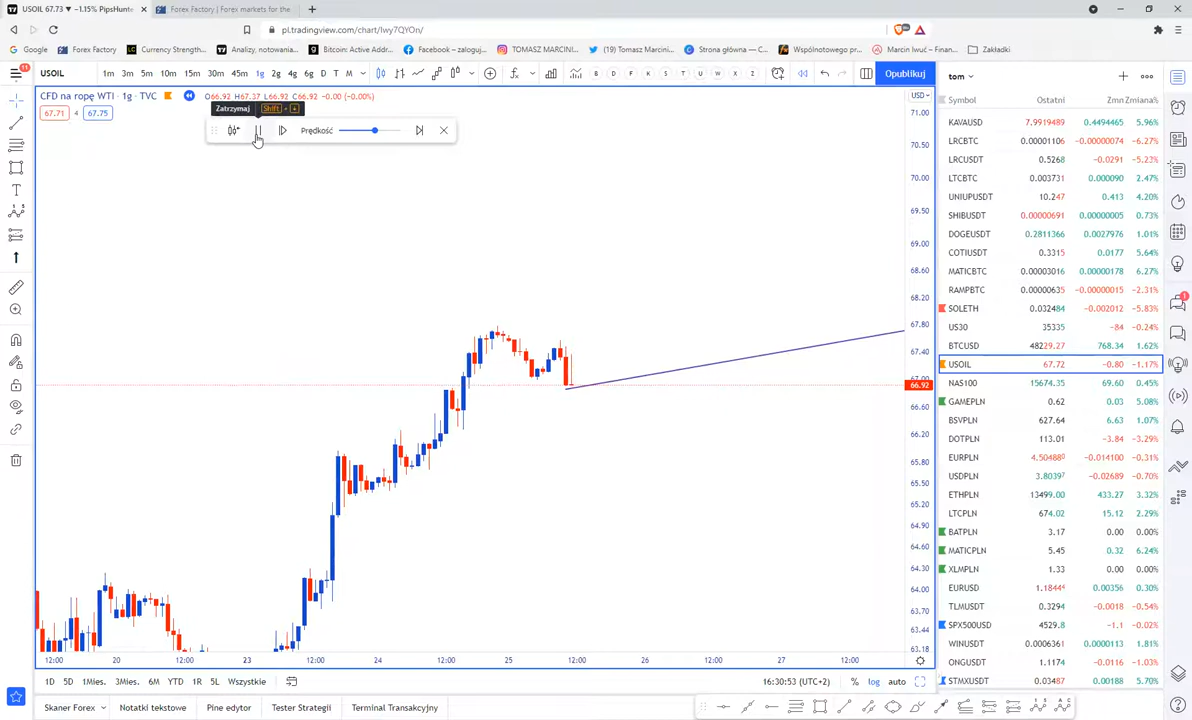 USOIL 67.73 ▼ −1.15% PipsHunte
Forex Factory | Forex markets for the
pl.tradingview.com/chart/Iwy7QYOn/
Google
Forex Factory
Currency Strength...
Analizy, notowania...
Bitcoin: Active Addr...
Facebook – zaloguj...
TOMASZ MARCINI...
(19) Tomasz Marcini...
Strona główna – C...
Wspólnotowego pr...
Marcin Iwuć – Finan...
Zakładki
11
USOIL
1m 3m 5m 10m 15m 30m 45m 1g 2g 4g 6g D T M
B D F K S T U W X Z
Opublikuj
tom
CFD na ropę WTI · 1g · TVC
O66.92 H67.37 L66.92 C66.92 −0.00 (−0.00%)
67.71 4 67.75
Zatrzymaj Shift + ↓
Prędkość
USD
71.00
70.50
70.00
69.50
69.00
68.60
68.20
67.80
67.40
67.00
66.92
66.60
66.20
65.80
65.50
65.20
64.90
64.60
64.30
64.00
63.70
63.44
63.18
12:00 20 12:00 23 12:00 24 12:00 25 12:00 26 12:00 27 12:00
1D 5D 1Mies. 3Mies. 6M YTD 1R 5L Wszystkie
16:30:53 (UTC+2)
% log auto
Skaner Forex
Notatki tekstowe
Pine edytor
Tester Strategii
Terminal Transakcyjny
Symbol Ostatni Zmn Zmiana%
KAVAUSD 7.9919489 0.4494465 5.96%
LRCBTC 0.00001106 −0.00000074 −6.27%
LRCUSDT 0.5268 −0.0291 −5.23%
LTCBTC 0.003731 0.000090 2.47%
UNIUPUSDT 10.247 0.413 4.20%
SHIBUSDT 0.00000691 0.00000005 0.73%
DOGEUSDT 0.2811366 0.0027976 1.01%
COTIUSDT 0.3315 0.0177 5.64%
MATICBTC 0.00003016 0.00000178 6.27%
RAMPBTC 0.00000635 −0.00000015 −2.31%
SOLETH 0.032484 −0.002012 −5.83%
US30 35335 −84 −0.24%
BTCUSD 48229.27 768.34 1.62%
USOIL 67.72 −0.80 −1.17%
NAS100 15674.35 69.60 0.45%
GAMEPLN 0.62 0.03 5.08%
BSVPLN 627.64 6.63 1.07%
DOTPLN 113.01 −3.84 −3.29%
EURPLN 4.50488⁰ −0.014100 −0.31%
USDPLN 3.8039⁷ −0.02689 −0.70%
ETHPLN 13499.00 433.27 3.32%
LTCPLN 674.02 15.12 2.29%
BATPLN 3.17 0.00 0.00%
MATICPLN 5.45 0.32 6.24%
XLMPLN 1.33 0.00 0.00%
EURUSD 1.1844⁴ 0.00356 0.30%
TLMUSDT 0.3294 −0.0018 −0.54%
SPX500USD 4529.8 −1.1 −0.02%
WINUSDT 0.0006361 0.0000113 1.81%
ONGUSDT 1.1174 −0.0116 −1.03%
STMXUSDT 0.03487 0.00188 5.70%
1